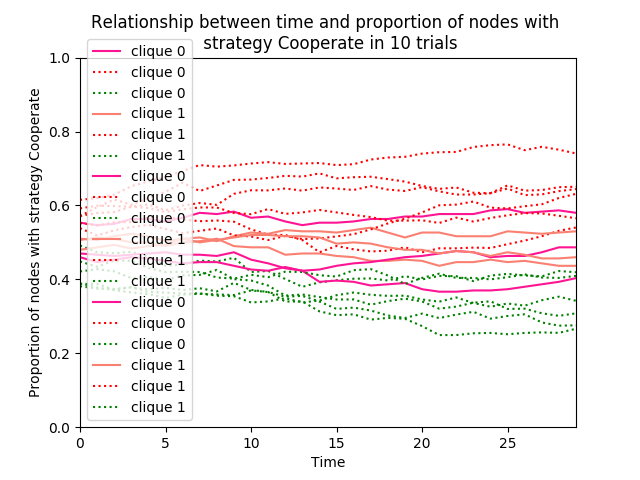 Relationship between time and proportion of nodes with
strategy Cooperate in 10 trials
Proportion of nodes with strategy Cooperate
1.0
0.8
0.6
0.4
0.2
0.0
clique 0
clique 0
clique 0
clique 1
clique 1
clique 1
clique 0
clique 0
clique 0
clique 1
clique 1
clique 1
clique 0
clique 0
clique 0
clique 1
clique 1
clique 1
0 5 10 15 20 25
Time